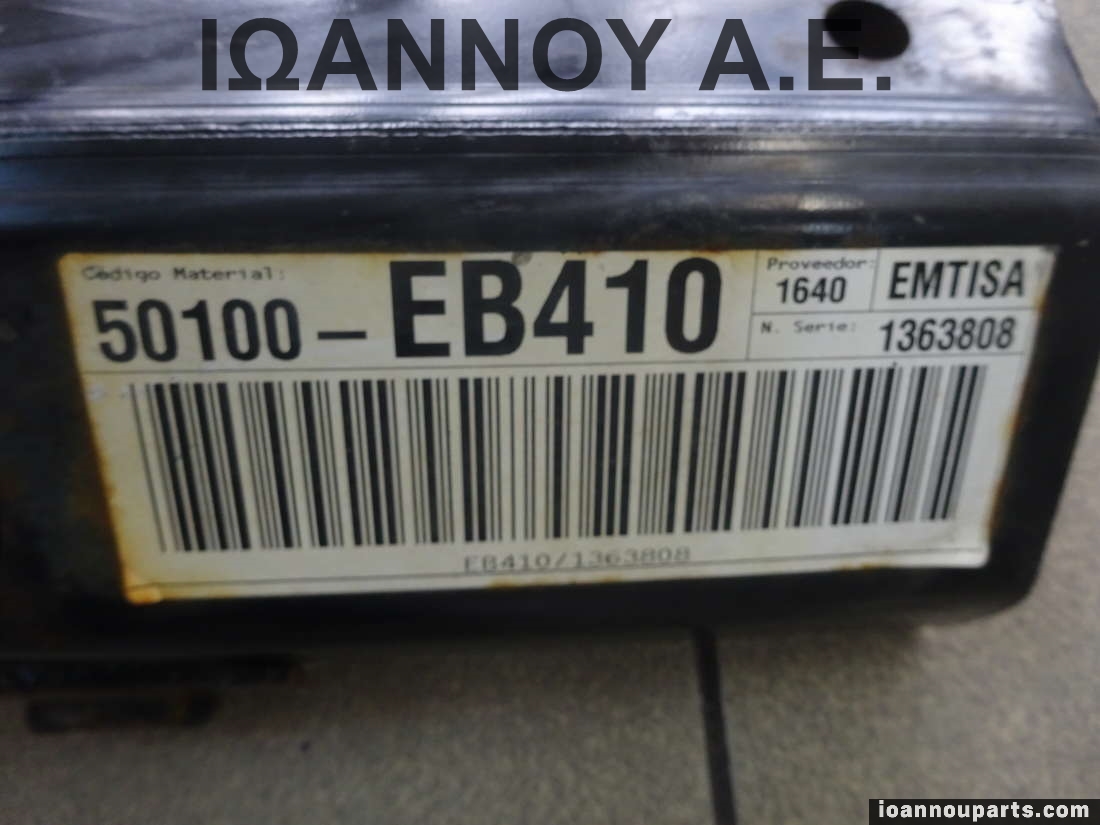 ΙΩΑΝΝΟΥ Α.Ε.
Código Material:
50100 - EB410
Proveedor:
1640
EMTISA
N. Serie:
1363808
EB410/1363808
ioannouparts.com